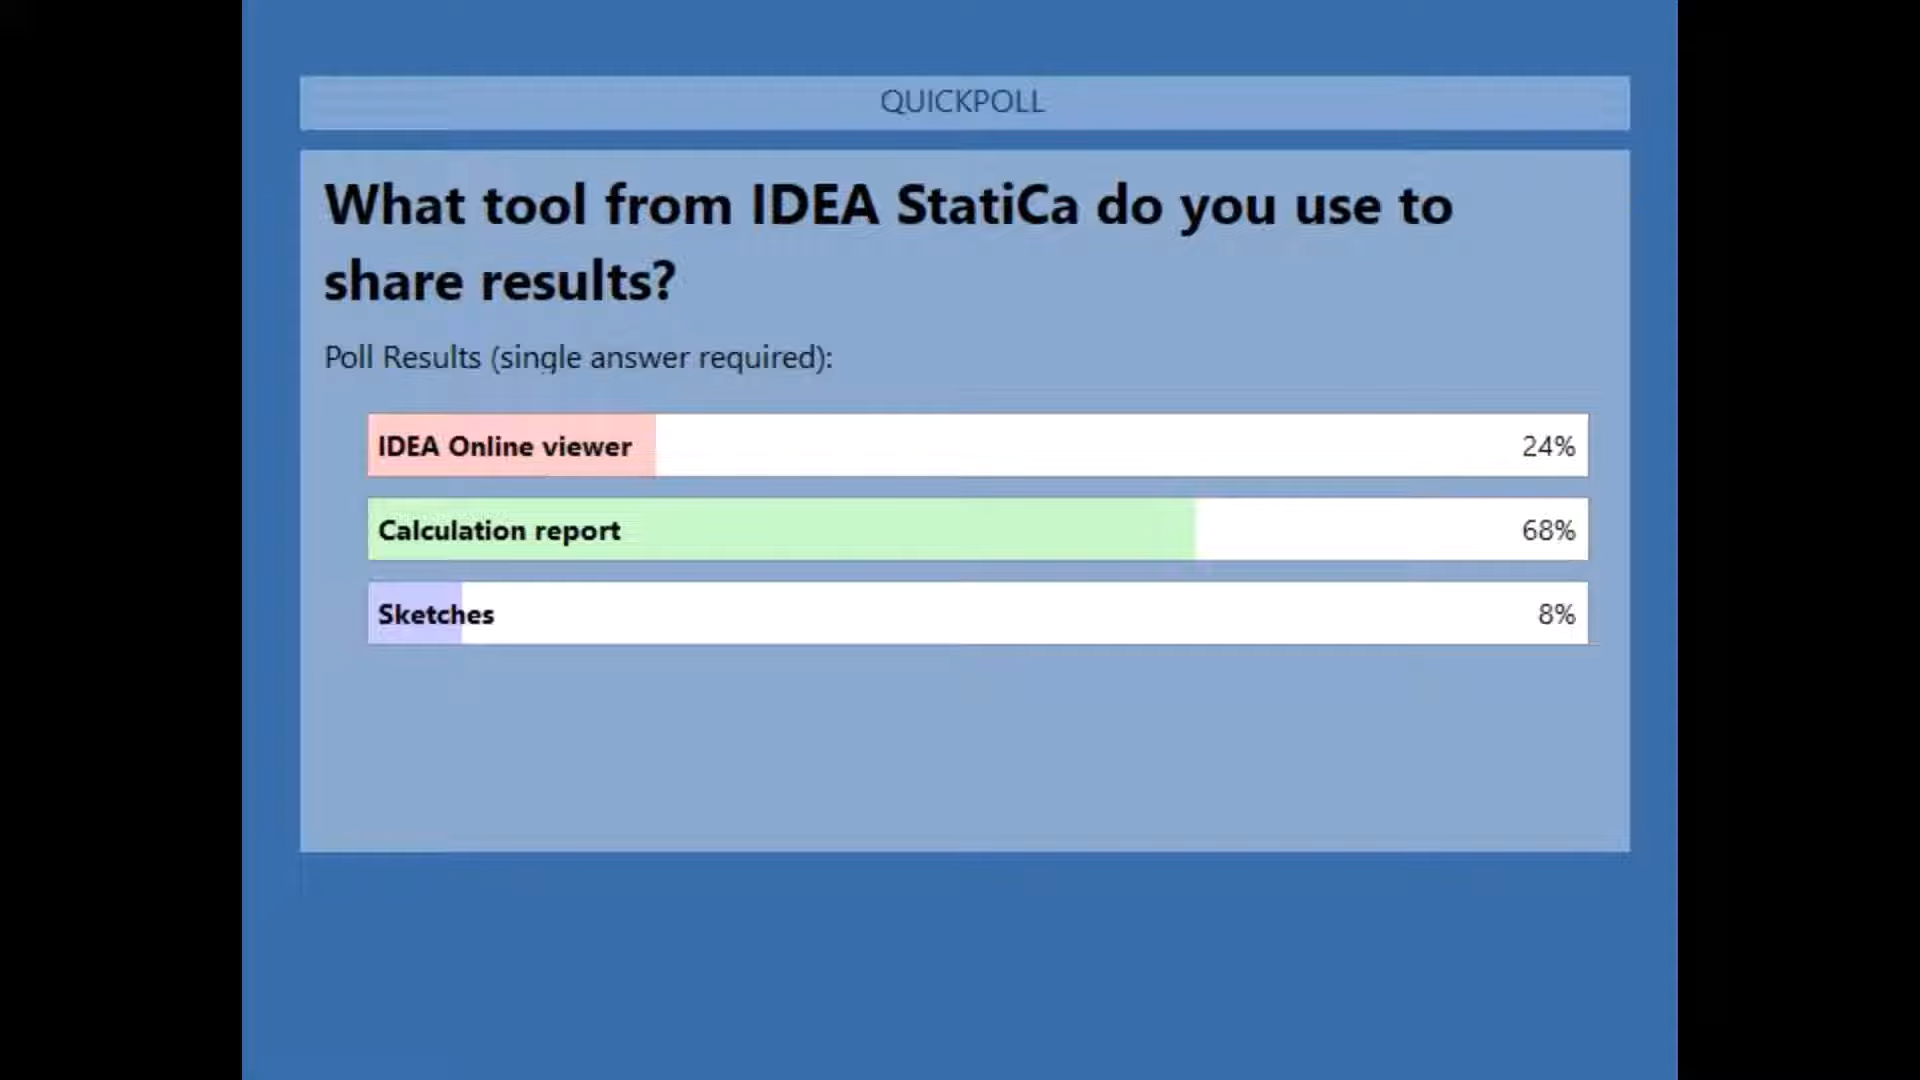 QUICKPOLL
What tool from IDEA StatiCa do you use to
share results?
Poll Results (single answer required):
IDEA Online viewer 24%
Calculation report 68%
Sketches 8%